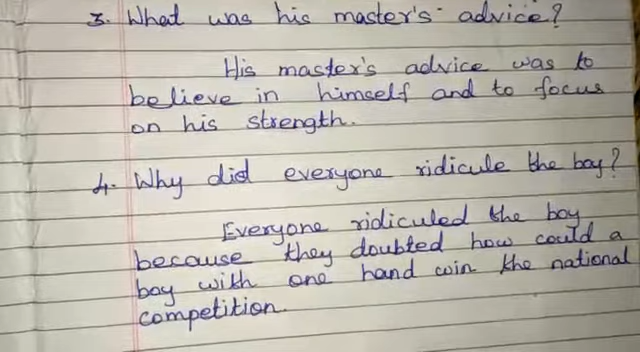 3. What was his master's advice?
His master's advice was to
believe in himself and to focus
on his strength.
4. Why did everyone ridicule the boy?
Everyone ridiculed the boy
because they doubted how could a
boy with one hand win the national
competition.